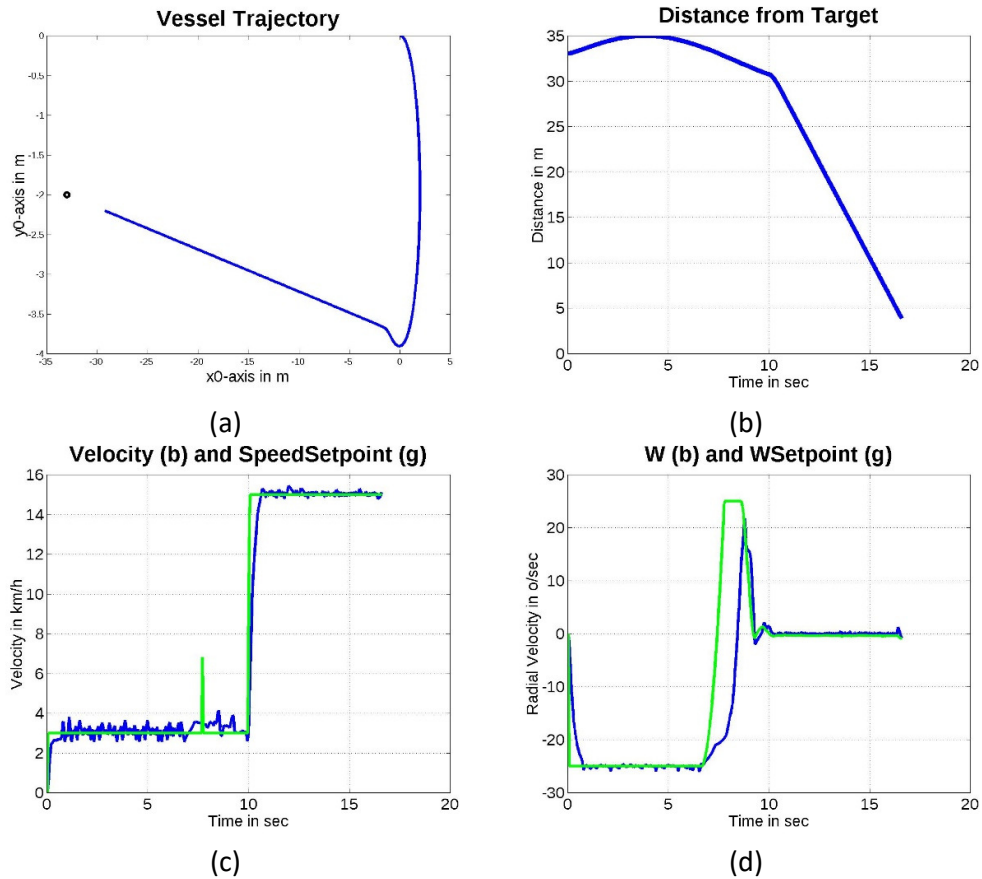 Vessel Trajectory
0
-0.5
-1
-1.5
-2
-2.5
-3
-3.5
-4
y0-axis in m
-35 -30 -25 -20 -15 -10 -5 0 5
x0-axis in m
(a)
Distance from Target
35
30
25
20
15
10
5
0
Distance in m
0 5 10 15 20
Time in sec
(b)
Velocity (b) and SpeedSetpoint (g)
16
14
12
10
8
6
4
2
0
Velocity in km/h
0 5 10 15 20
Time in sec
(c)
W (b) and WSetpoint (g)
30
20
10
0
-10
-20
-30
Radial Velocity in o/sec
0 5 10 15 20
Time in sec
(d)